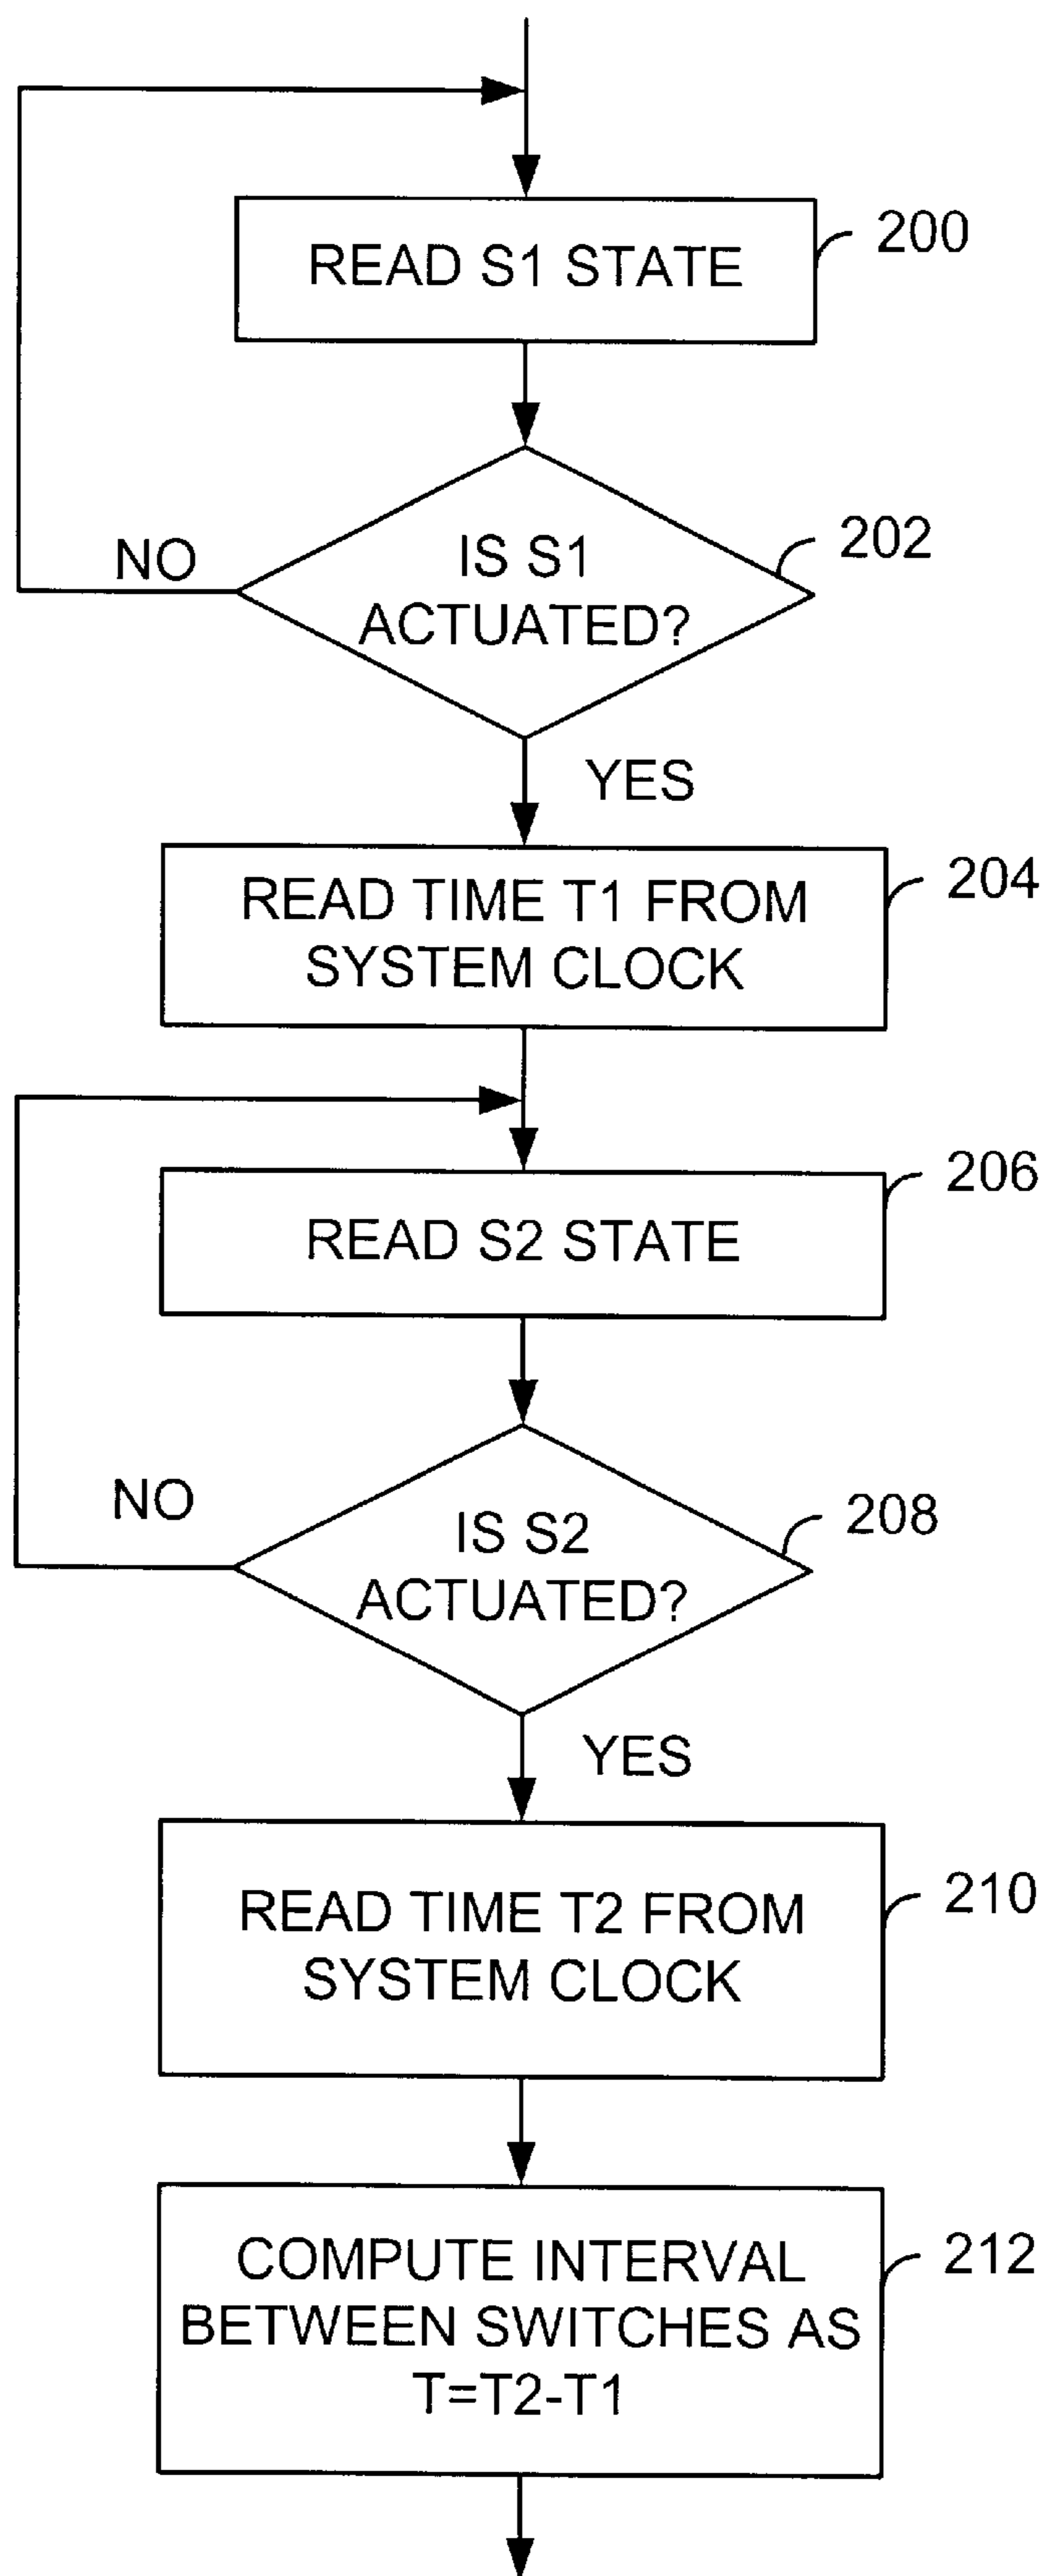 200
READ S1 STATE
202
NO
IS S1
ACTUATED?
YES
204
READ TIME T1 FROM
SYSTEM CLOCK
206
READ S2 STATE
208
NO
IS S2
ACTUATED?
YES
210
READ TIME T2 FROM
SYSTEM CLOCK
212
COMPUTE INTERVAL
BETWEEN SWITCHES AS
T=T2-T1